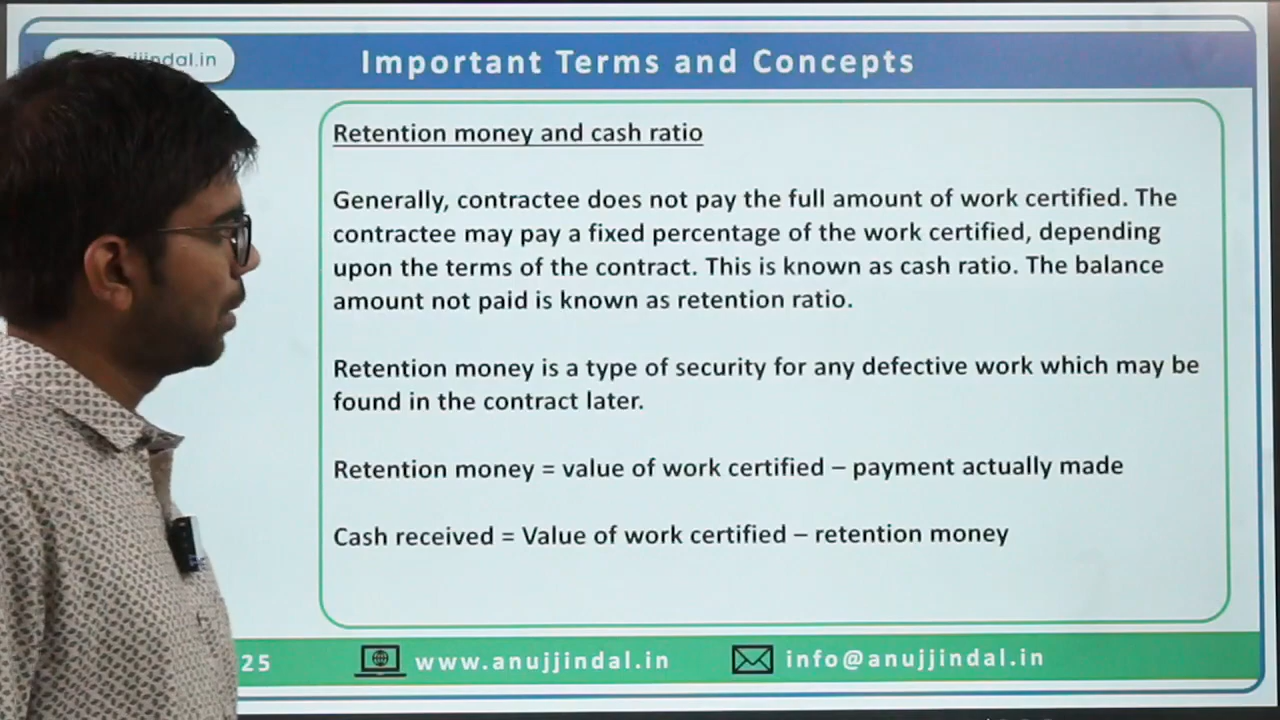 jjindal.in
Important Terms and Concepts
Retention money and cash ratio
Generally, contractee does not pay the full amount of work certified. The
contractee may pay a fixed percentage of the work certified, depending
upon the terms of the contract. This is known as cash ratio. The balance
amount not paid is known as retention ratio.
Retention money is a type of security for any defective work which may be
found in the contract later.
Retention money = value of work certified – payment actually made
Cash received = Value of work certified – retention money
25
www.anujjindal.in
info@anujjindal.in